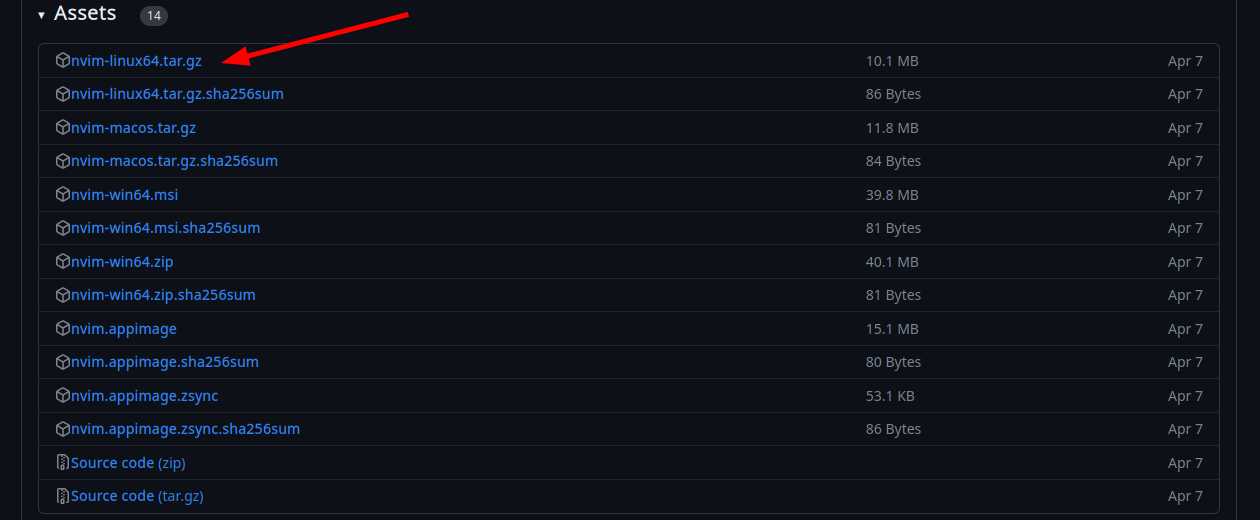 Assets 14
nvim-linux64.tar.gz 10.1 MB Apr 7
nvim-linux64.tar.gz.sha256sum 86 Bytes Apr 7
nvim-macos.tar.gz 11.8 MB Apr 7
nvim-macos.tar.gz.sha256sum 84 Bytes Apr 7
nvim-win64.msi 39.8 MB Apr 7
nvim-win64.msi.sha256sum 81 Bytes Apr 7
nvim-win64.zip 40.1 MB Apr 7
nvim-win64.zip.sha256sum 81 Bytes Apr 7
nvim.appimage 15.1 MB Apr 7
nvim.appimage.sha256sum 80 Bytes Apr 7
nvim.appimage.zsync 53.1 KB Apr 7
nvim.appimage.zsync.sha256sum 86 Bytes Apr 7
Source code (zip) Apr 7
Source code (tar.gz) Apr 7